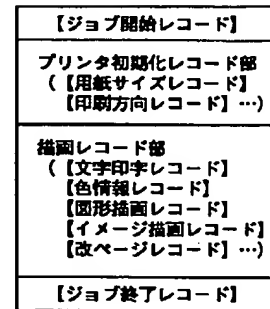 【ジョブ開始レコード】
プリンタ初期化レコード部
（【用紙サイズレコード】
【印刷方向レコード】…）
描画レコード部
（【文字印字レコード】
【色情報レコード】
【図形描画レコード】
【イメージ描画レコード】
【改ページレコード】…）
【ジョブ終了レコード】